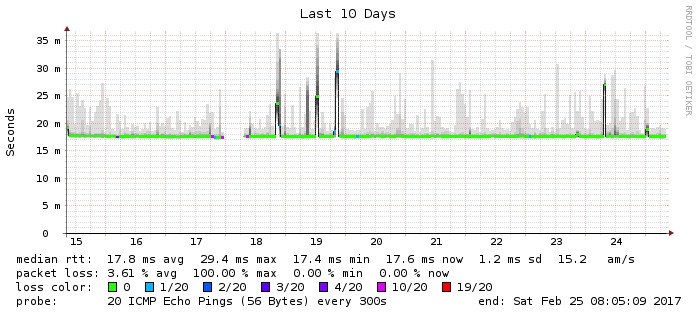 Last 10 Days
RRDTOOL / TOBI OETIKER
Seconds
35 m
30 m
25 m
20 m
15 m
10 m
5 m
0
15 16 17 18 19 20 21 22 23 24
median rtt: 17.8 ms avg 29.4 ms max 17.4 ms min 17.6 ms now 1.2 ms sd 15.2 am/s
packet loss: 3.61 % avg 100.00 % max 0.00 % min 0.00 % now
loss color: 0 1/20 2/20 3/20 4/20 10/20 19/20
probe: 20 ICMP Echo Pings (56 Bytes) every 300s end: Sat Feb 25 08:05:09 2017